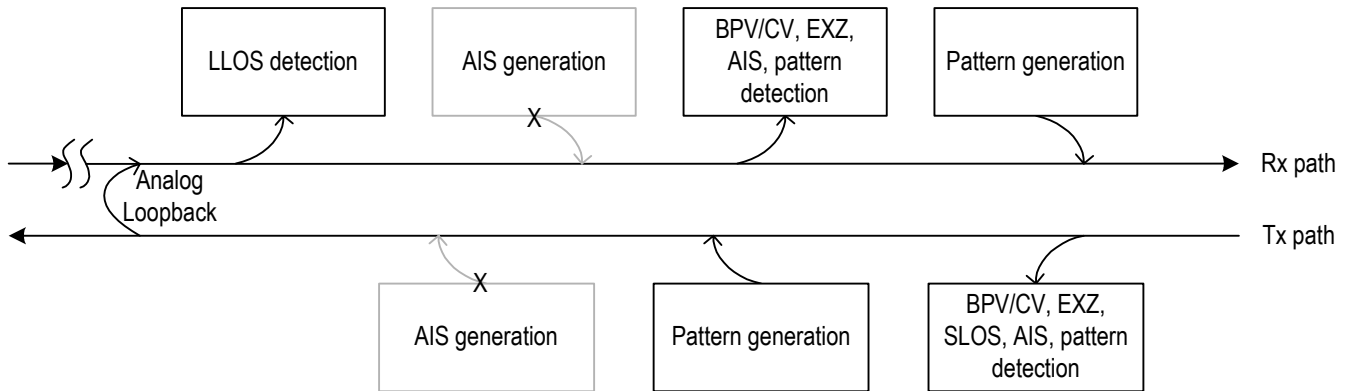 LLOS detection
AIS generation
BPV/CV, EXZ,
AIS, pattern
detection
Pattern generation
X
Rx path
Analog
Loopback
Tx path
X
AIS generation
Pattern generation
BPV/CV, EXZ,
SLOS, AIS, pattern
detection